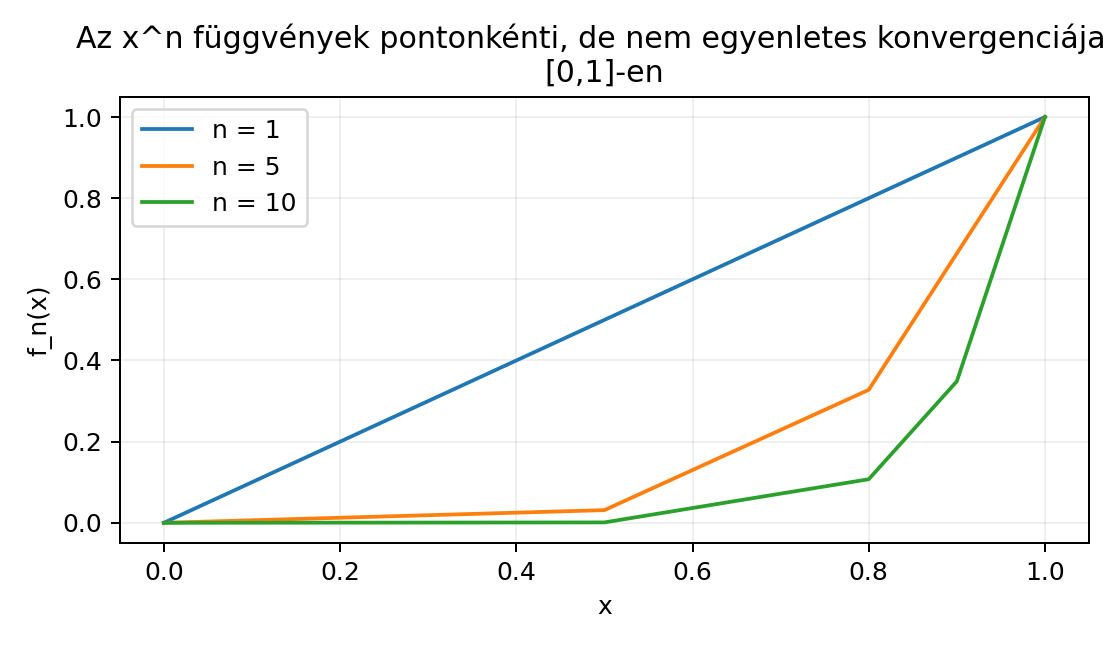 Az x^n függvények pontonkénti, de nem egyenletes konvergenciája
[0,1]-en
n = 1
n = 5
n = 10
1.0
0.8
0.6
0.4
0.2
0.0
f_n(x)
0.0 0.2 0.4 0.6 0.8 1.0
x